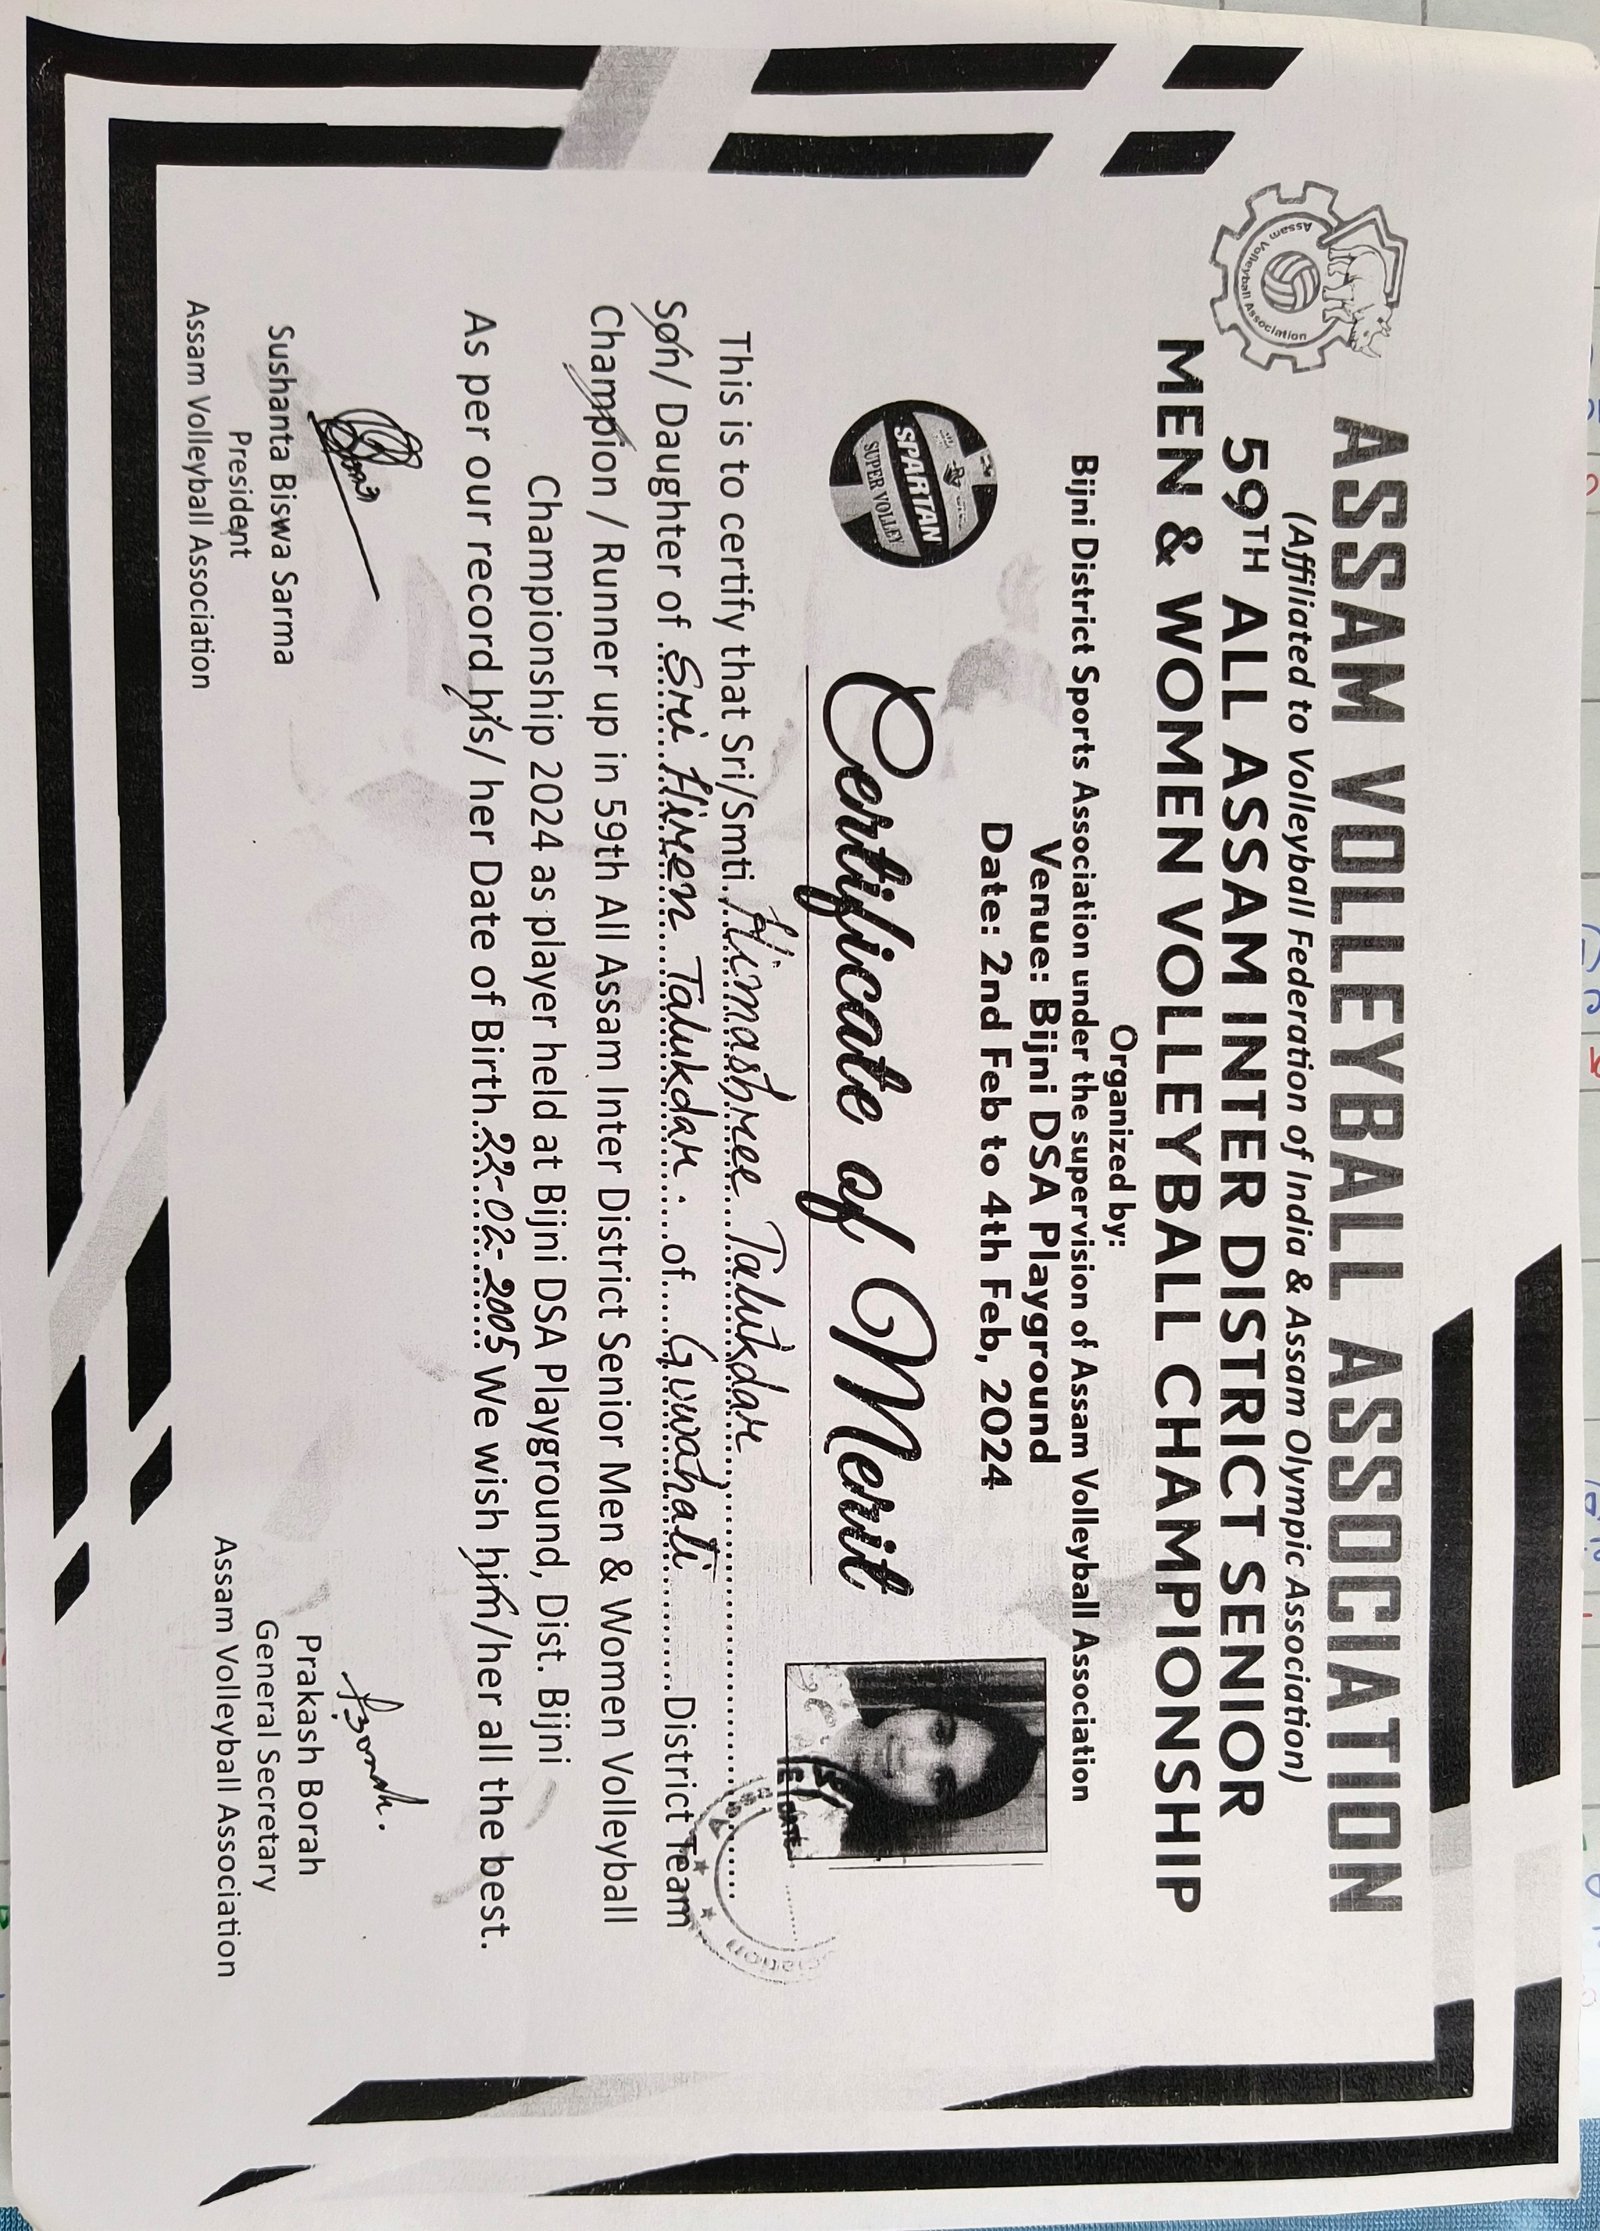 ASSAM VOLLEYBALL ASSOCIATION
(Affiliated to Volleyball Federation of India & Assam Olympic Association)
59TH ALL ASSAM INTER DISTRICT SENIOR
MEN & WOMEN VOLLEYBALL CHAMPIONSHIP
Assam Volleyball Association
Organized by:
Bijni District Sports Association under the supervision of Assam Volleyball Association
Venue: Bijni DSA Playground
Date: 2nd Feb to 4th Feb, 2024
SPARTAN
SUPER VOLLEY
Certificate of Merit
This is to certify that Sri/Smti. Himashree Talukdar
Son/ Daughter of Sri Hiren Talukdar. of Guwahati District Team
Champion / Runner up in 59th All Assam Inter District Senior Men & Women Volleyball
Championship 2024 as player held at Bijni DSA Playground, Dist. Bijni
As per our record his/ her Date of Birth 22-02-2005 We wish him/her all the best.
Sushanta Biswa Sarma
President
Assam Volleyball Association
PBorah.
Prakash Borah
General Secretary
Assam Volleyball Association